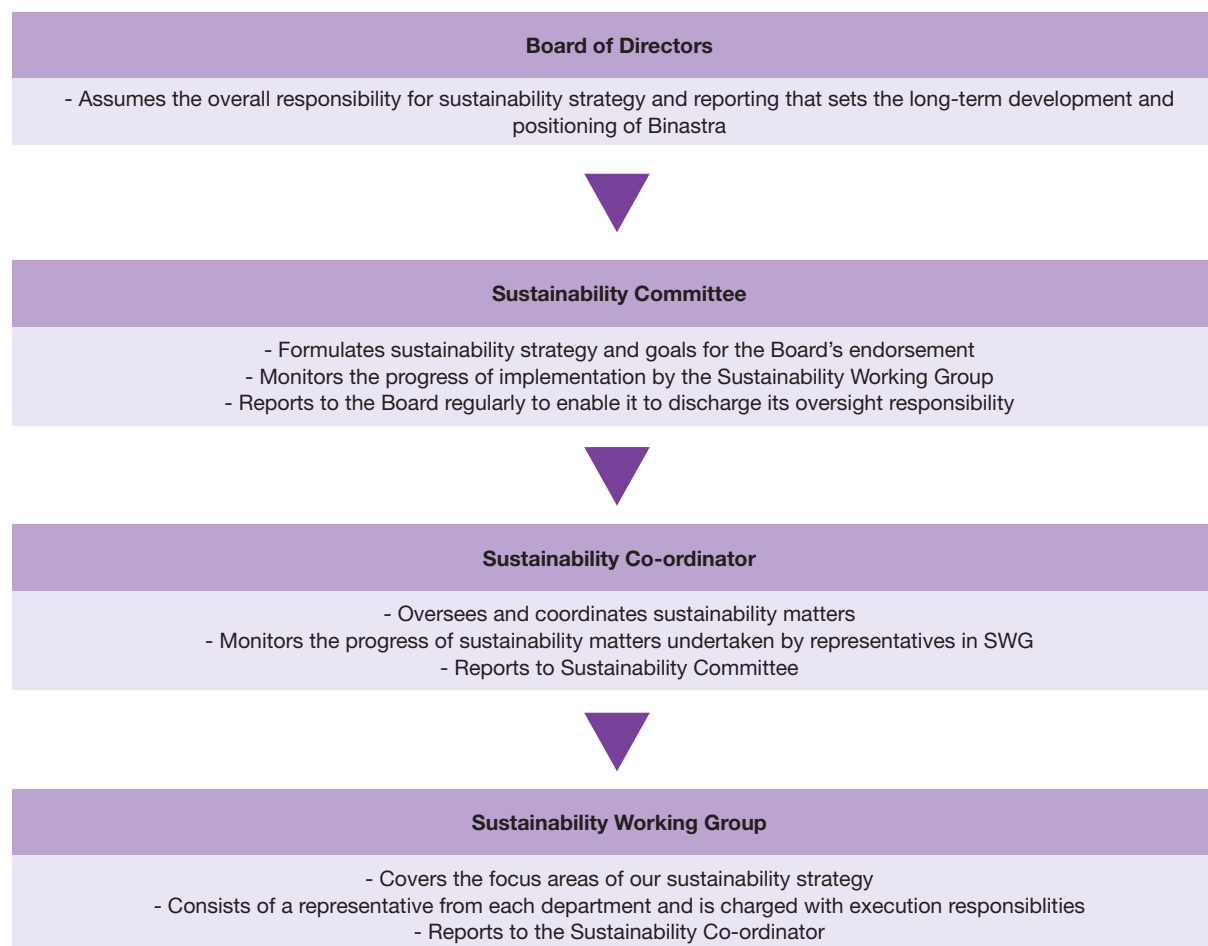 Board of Directors
- Assumes the overall responsibility for sustainability strategy and reporting that sets the long-term development and
positioning of Binastra
Sustainability Committee
- Formulates sustainability strategy and goals for the Board’s endorsement
- Monitors the progress of implementation by the Sustainability Working Group
- Reports to the Board regularly to enable it to discharge its oversight responsibility
Sustainability Co-ordinator
- Oversees and coordinates sustainability matters
- Monitors the progress of sustainability matters undertaken by representatives in SWG
- Reports to Sustainability Committee
Sustainability Working Group
- Covers the focus areas of our sustainability strategy
- Consists of a representative from each department and is charged with execution responsiblities
- Reports to the Sustainability Co-ordinator